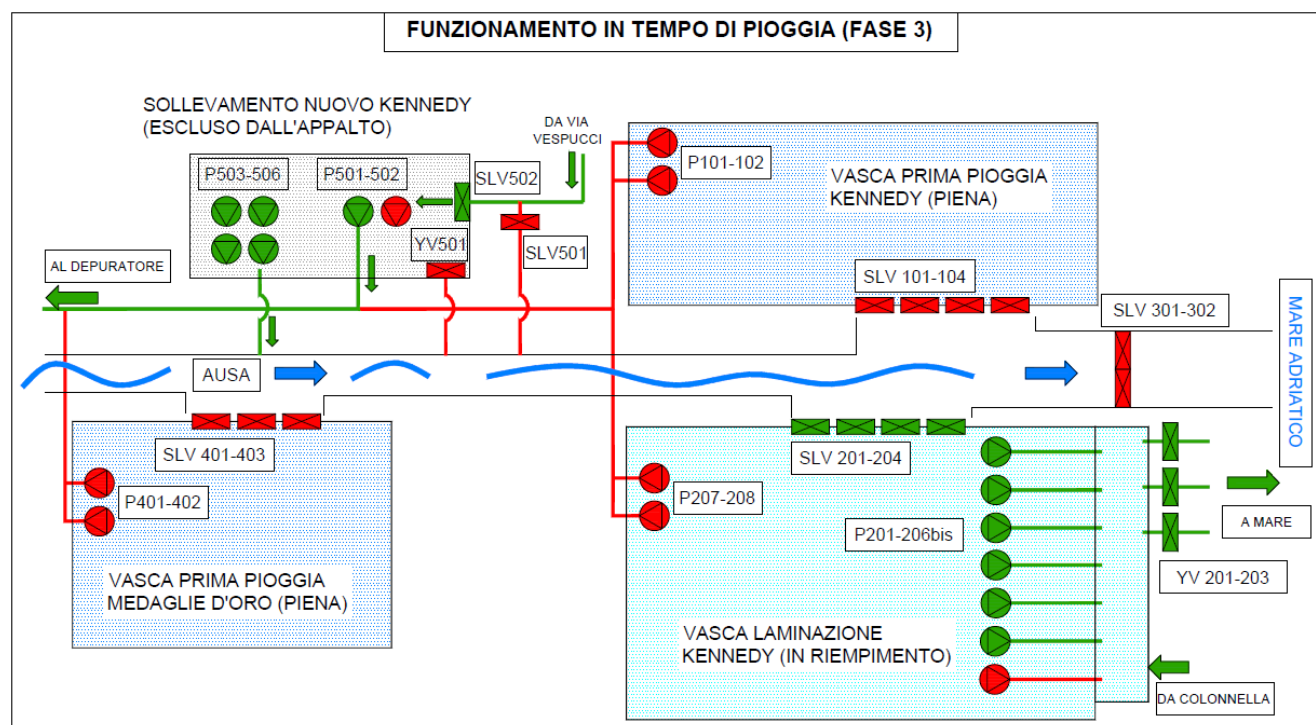 FUNZIONAMENTO IN TEMPO DI PIOGGIA (FASE 3)
SOLLEVAMENTO NUOVO KENNEDY
(ESCLUSO DALL'APPALTO)
DA VIA
VESPUCCI
P503-506
P501-502
SLV502
YV501
SLV501
P101-102
VASCA PRIMA PIOGGIA
KENNEDY (PIENA)
AL DEPURATORE
SLV 101-104
SLV 301-302
MARE ADRIATICO
AUSA
SLV 401-403
P401-402
VASCA PRIMA PIOGGIA
MEDAGLIE D'ORO (PIENA)
SLV 201-204
P207-208
P201-206bis
A MARE
YV 201-203
VASCA LAMINAZIONE
KENNEDY (IN RIEMPIMENTO)
DA COLONNELLA